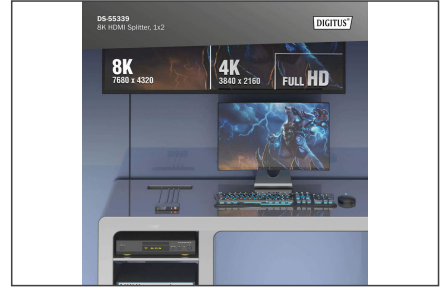 DS-55339
8K HDMI Splitter, 1x2
DIGITUS®
8K
7680 x 4320
4K
3840 x 2160
FULL HD